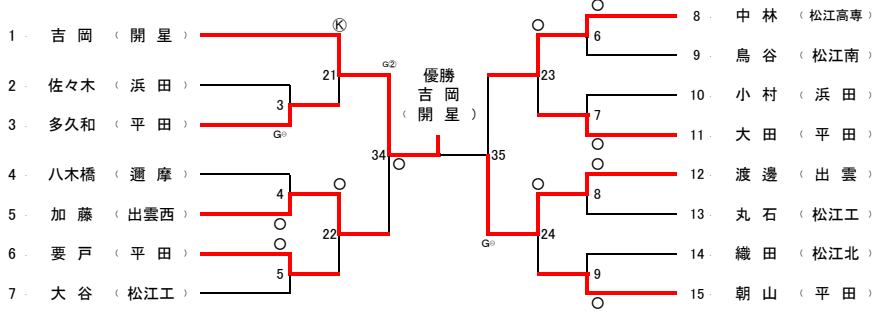 1 吉岡 （開星）
2 佐々木 （浜田）
3 多久和 （平田）
4 八木橋 （邇摩）
5 加藤 （出雲西）
6 要戸 （平田）
7 大谷 （松江工）
21
3
G㊀
4
22
5
Ⓚ
G②
34
優勝
吉岡
（開星）
35
G㊀
23
24
6
7
8
9
8 中林 （松江高専）
9 鳥谷 （松江南）
10 小村 （浜田）
11 大田 （平田）
12 渡邊 （出雲）
13 丸石 （松江工）
14 織田 （松江北）
15 朝山 （平田）